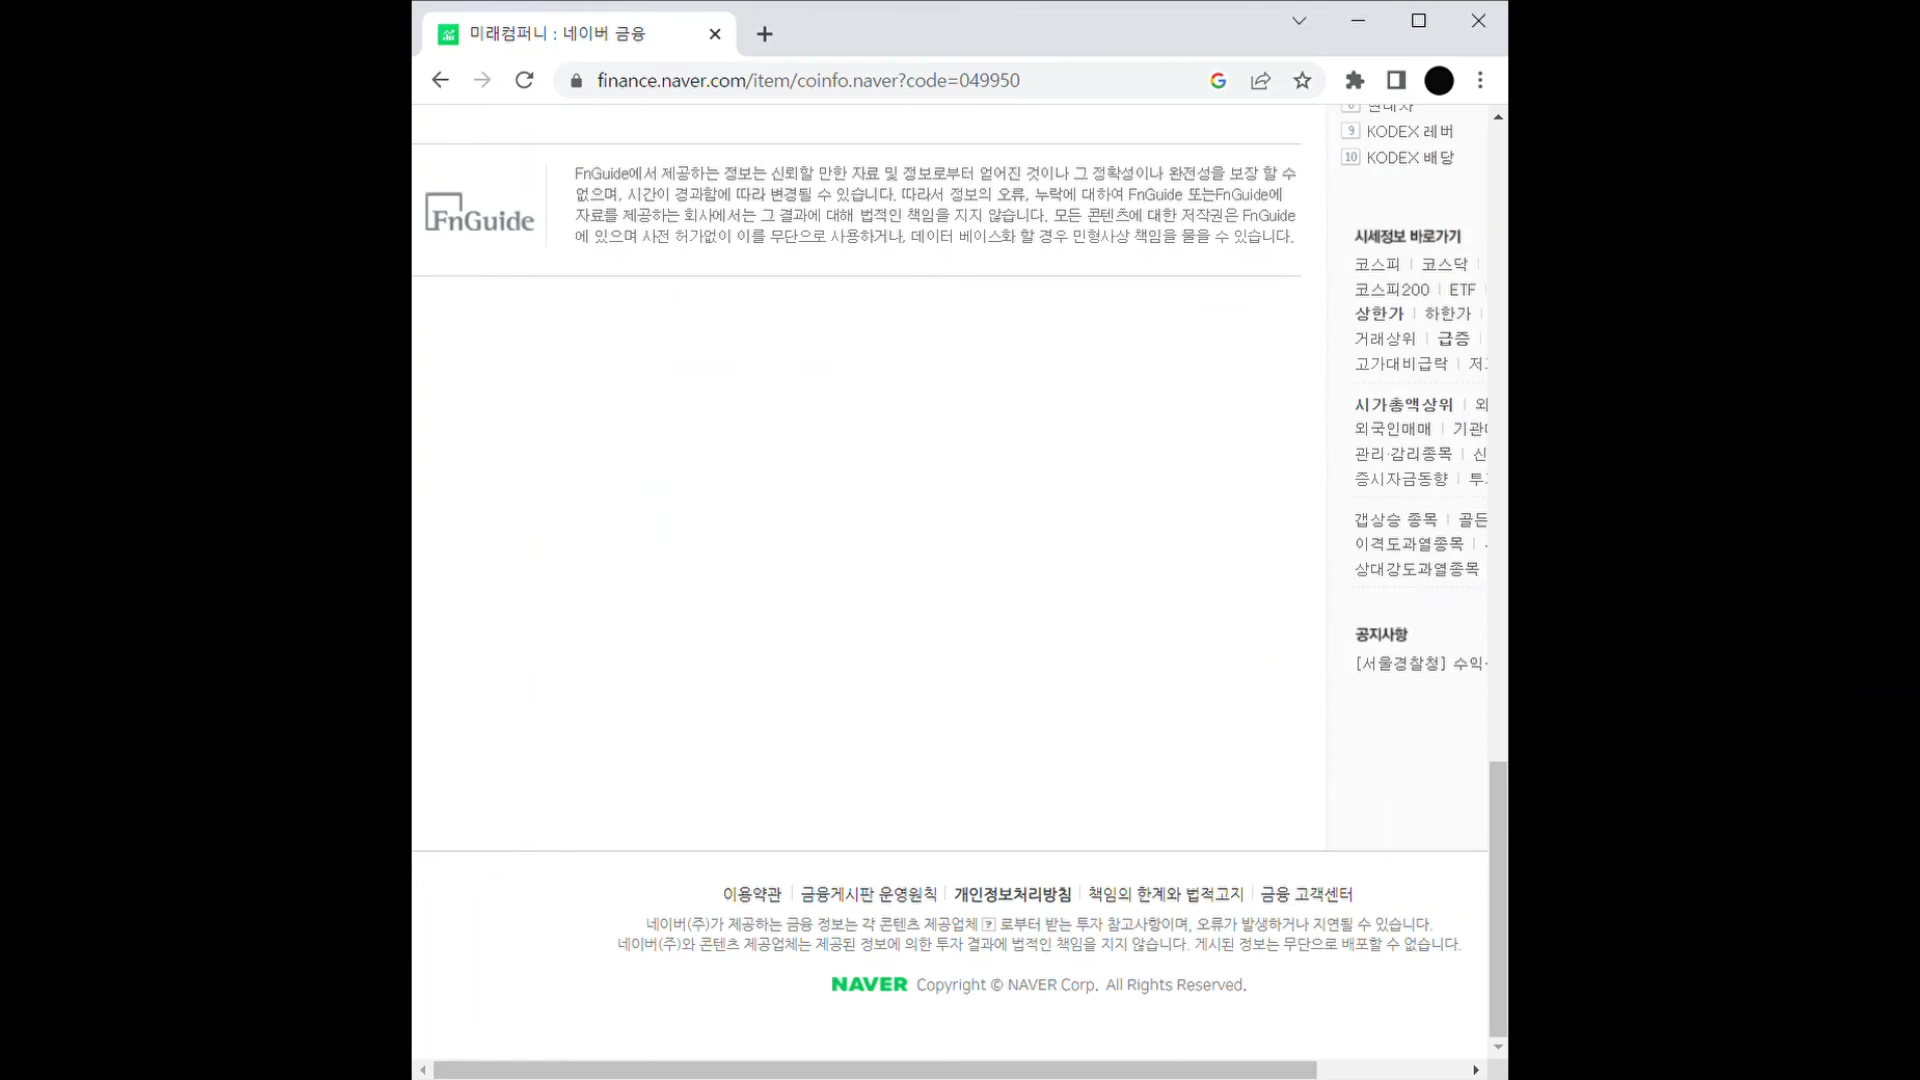 미래컴퍼니 : 네이버 금융
finance.naver.com/item/coinfo.naver?code=049950
현대차
9 KODEX 레버
10 KODEX 배당
FnGuide
FnGuide에서 제공하는 정보는 신뢰할 만한 자료 및 정보로부터 얻어진 것이나 그 정확성이나 완전성을 보장 할 수
없으며, 시간이 경과함에 따라 변경될 수 있습니다. 따라서 정보의 오류, 누락에 대하여 FnGuide 또는FnGuide에
자료를 제공하는 회사에서는 그 결과에 대해 법적인 책임을 지지 않습니다. 모든 콘텐츠에 대한 저작권은 FnGuide
에 있으며 사전 허가없이 이를 무단으로 사용하거나, 데이터 베이스화 할 경우 민형사상 책임을 물을 수 있습니다.
시세정보 바로가기
코스피 코스닥
코스피200 ETF
상한가 하한가
거래상위 급증
고가대비급락 저
시가총액상위 외
외국인매매 기관
관리·감리종목 신
증시자금동향 투
갭상승 종목 골든
이격도과열종목
상대강도과열종목
공지사항
[서울경찰청] 수익
이용약관 금융게시판 운영원칙 개인정보처리방침 책임의 한계와 법적고지 금융 고객센터
네이버(주)가 제공하는 금융 정보는 각 콘텐츠 제공업체 ? 로부터 받는 투자 참고사항이며, 오류가 발생하거나 지연될 수 있습니다.
네이버(주)와 콘텐츠 제공업체는 제공된 정보에 의한 투자 결과에 법적인 책임을 지지 않습니다. 게시된 정보는 무단으로 배포할 수 없습니다.
NAVER Copyright © NAVER Corp. All Rights Reserved.